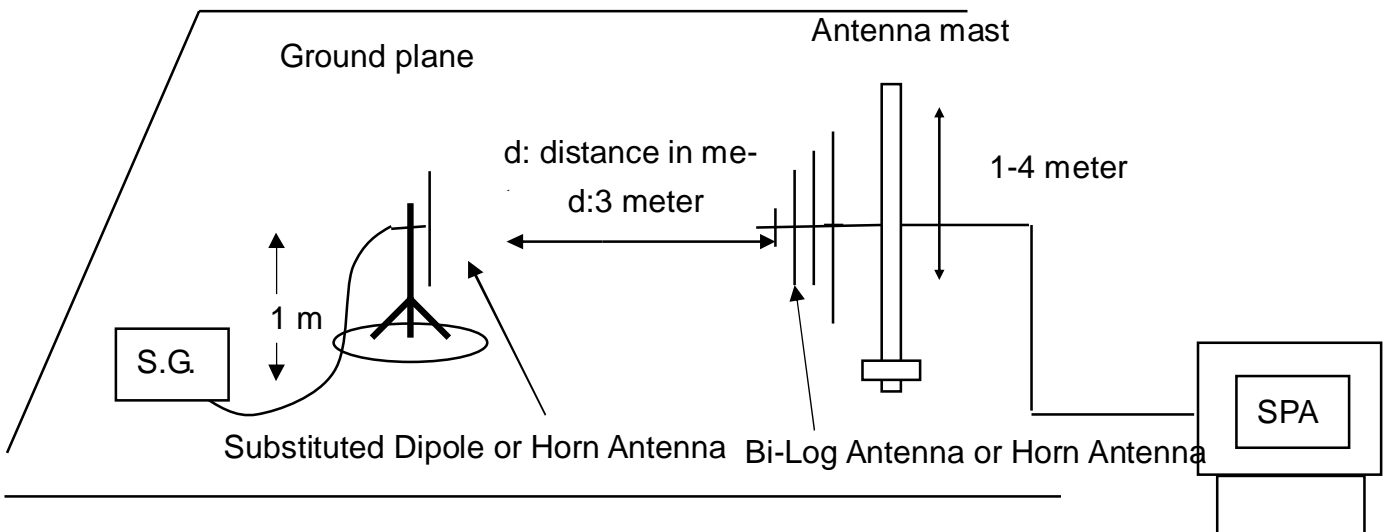 Antenna mast
Ground plane
d: distance in me-
d:3 meter
1-4 meter
1 m
S.G.
SPA
Substituted Dipole or Horn Antenna
Bi-Log Antenna or Horn Antenna